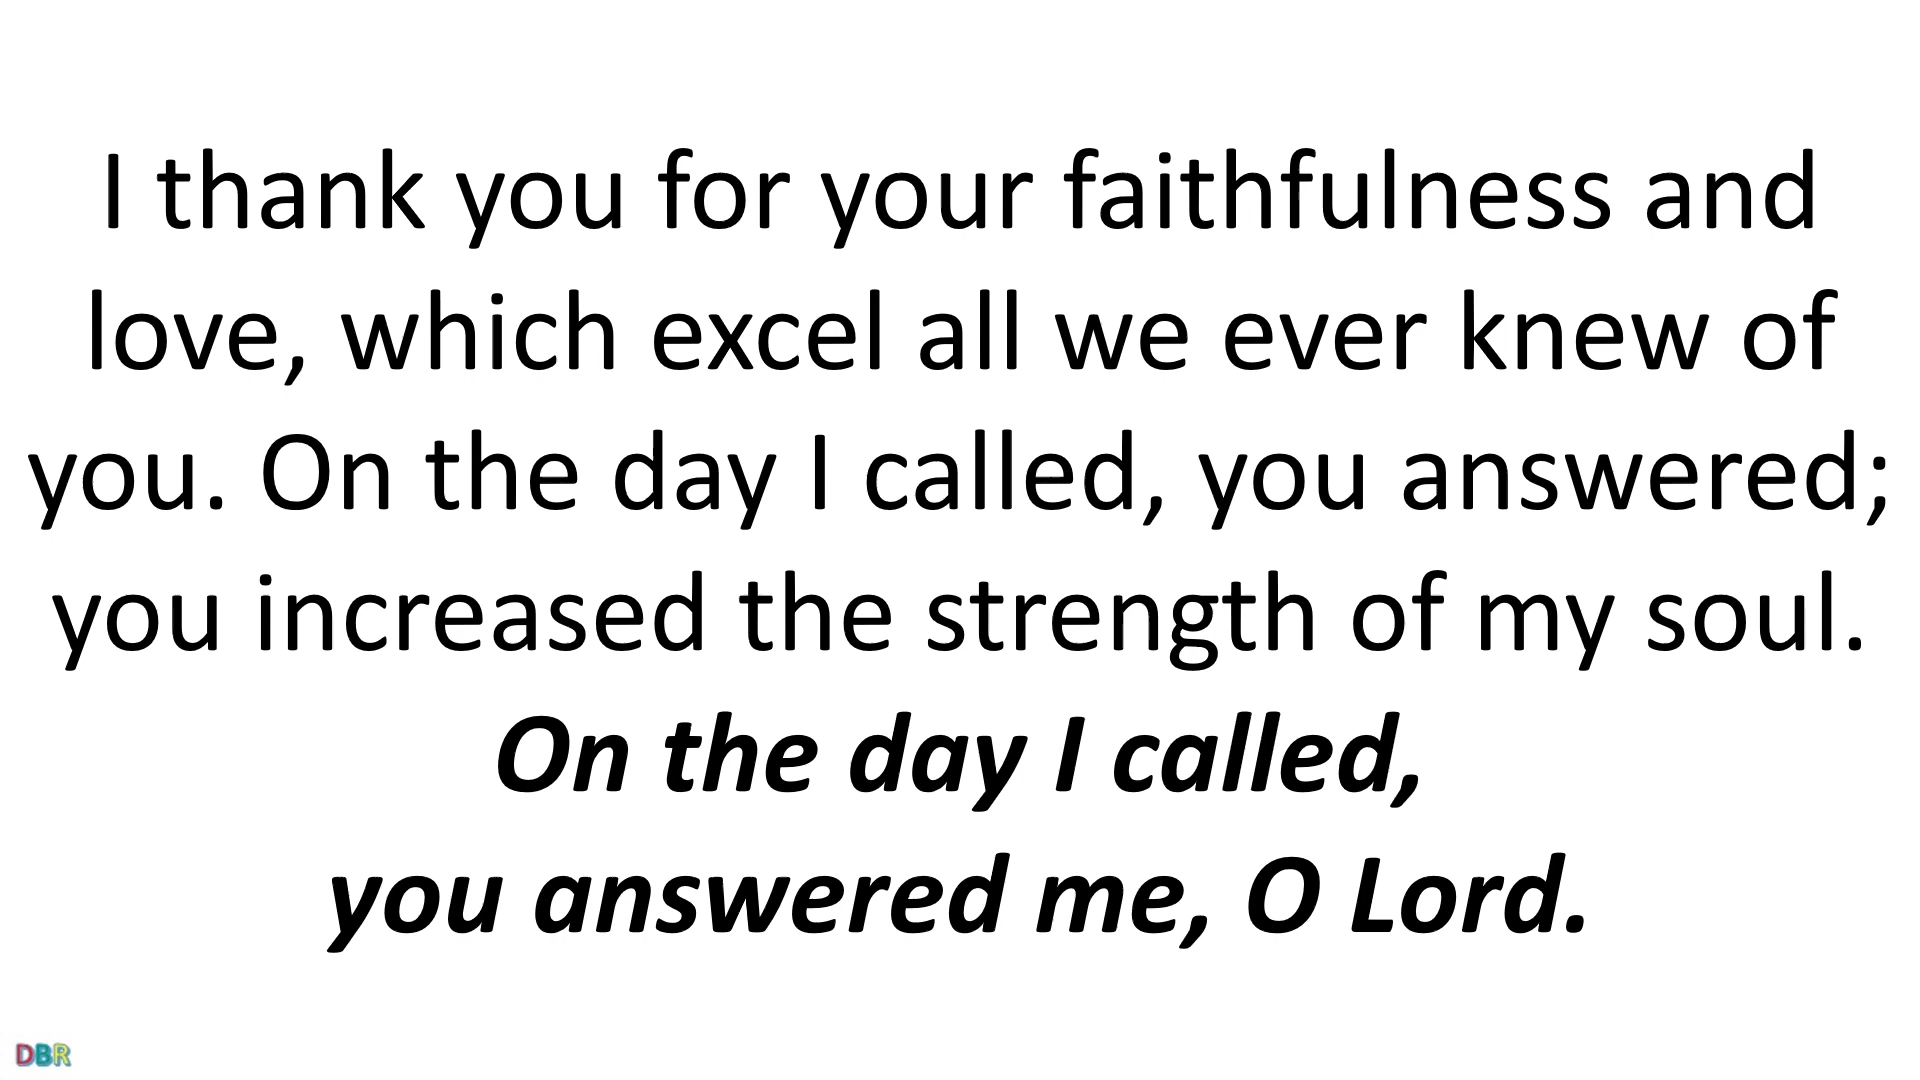 I thank you for your faithfulness and
love, which excel all we ever knew of
you. On the day I called, you answered;
you increased the strength of my soul.
On the day I called,
you answered me, O Lord.
DBR